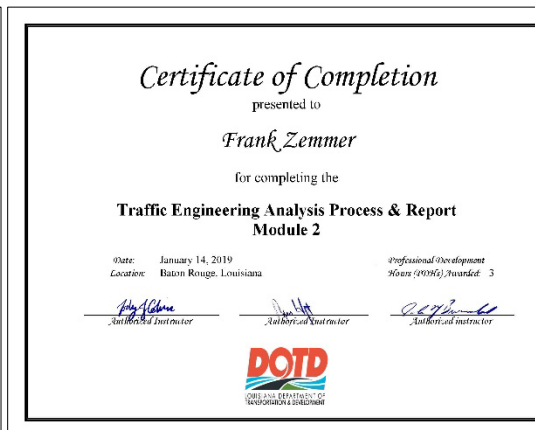 Certificate of Completion
presented to
Frank Zemmer
for completing the
Traffic Engineering Analysis Process & Report
Module 2
Date: January 14, 2019
Location: Baton Rouge, Louisiana
Professional Development
Hours (PDHs) Awarded: 3
Authorized Instructor
Authorized Instructor
Authorized instructor
DOTD
LOUISIANA DEPARTMENT OF
TRANSPORTATION & DEVELOPMENT